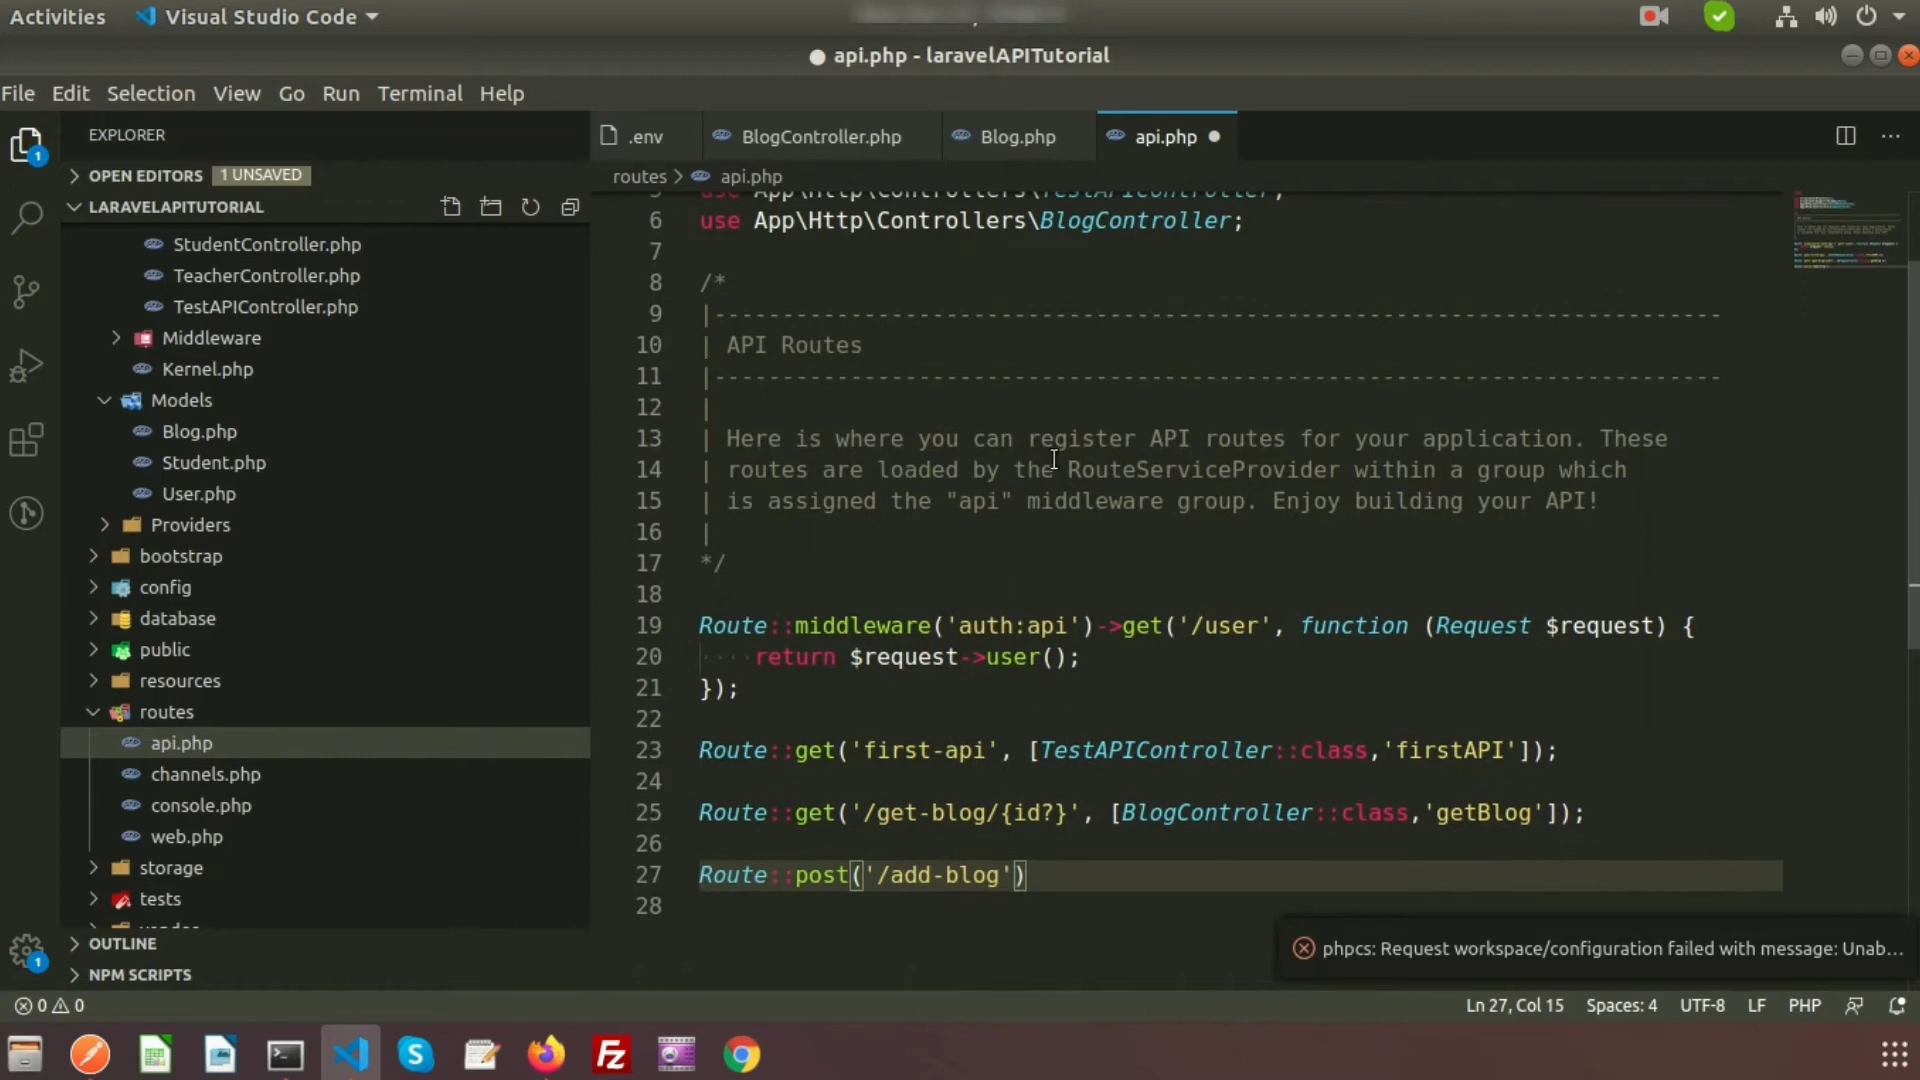 Activities
Visual Studio Code
● api.php - laravelAPITutorial
File Edit Selection View Go Run Terminal Help
EXPLORER
OPEN EDITORS 1 UNSAVED
LARAVELAPITUTORIAL
StudentController.php
TeacherController.php
TestAPIController.php
Middleware
Kernel.php
Models
Blog.php
Student.php
User.php
Providers
bootstrap
config
database
public
resources
routes
api.php
channels.php
console.php
web.php
storage
tests
OUTLINE
NPM SCRIPTS
1
1
.env BlogController.php Blog.php api.php ●
routes > api.php
5 use App\Http\Controllers\TestAPIController;
6 use App\Http\Controllers\BlogController;
7
8 /*
9 |--------------------------------------------------------------------------
10 | API Routes
11 |--------------------------------------------------------------------------
12 |
13 | Here is where you can register API routes for your application. These
14 | routes are loaded by the RouteServiceProvider within a group which
15 | is assigned the "api" middleware group. Enjoy building your API!
16 |
17 */
18
19 Route::middleware('auth:api')->get('/user', function (Request $request) {
20 ····return $request->user();
21 });
22
23 Route::get('first-api', [TestAPIController::class,'firstAPI']);
24
25 Route::get('/get-blog/{id?}', [BlogController::class,'getBlog']);
26
27 Route::post('/add-blog')
28
phpcs: Request workspace/configuration failed with message: Unab...
0 0
Ln 27, Col 15 Spaces: 4 UTF-8 LF PHP